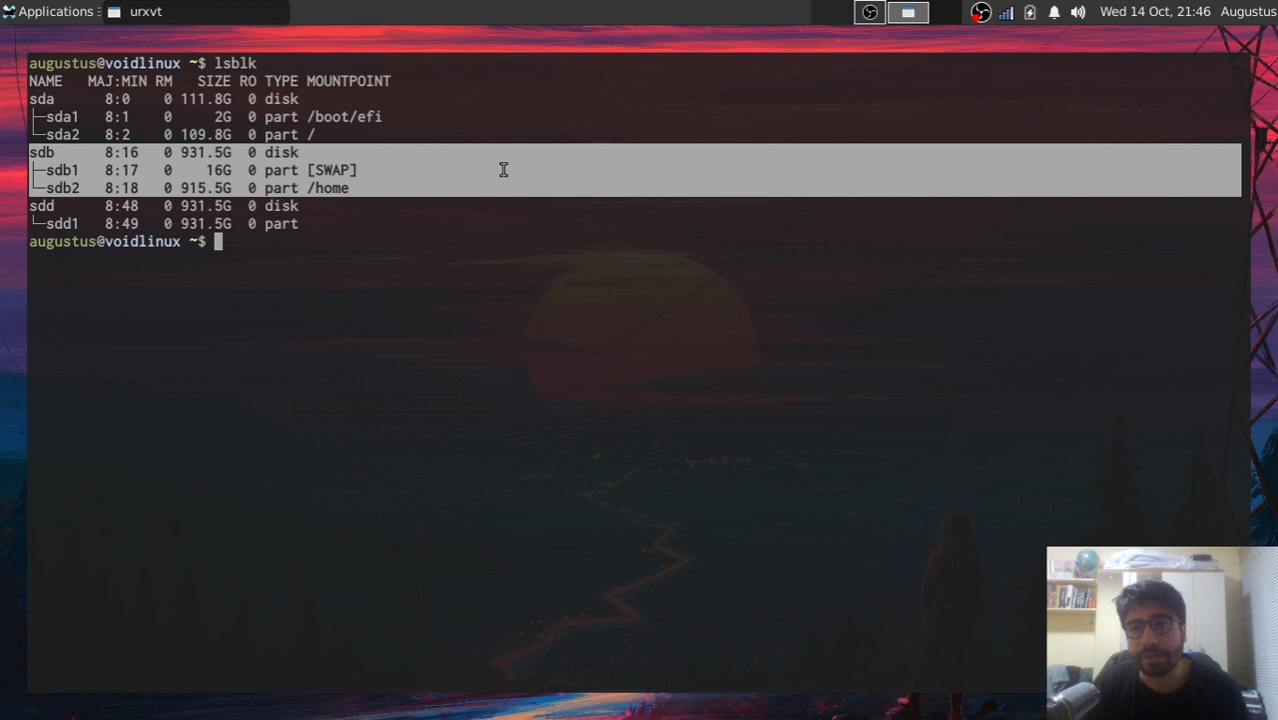 Applications urxvt Wed 14 Oct, 21:46 Augustus
augustus@voidlinux ~$ lsblk
NAME MAJ:MIN RM SIZE RO TYPE MOUNTPOINT
sda 8:0 0 111.8G 0 disk
├─sda1 8:1 0 2G 0 part /boot/efi
└─sda2 8:2 0 109.8G 0 part /
sdb 8:16 0 931.5G 0 disk
├─sdb1 8:17 0 16G 0 part [SWAP]
└─sdb2 8:18 0 915.5G 0 part /home
sdd 8:48 0 931.5G 0 disk
└─sdd1 8:49 0 931.5G 0 part
augustus@voidlinux ~$